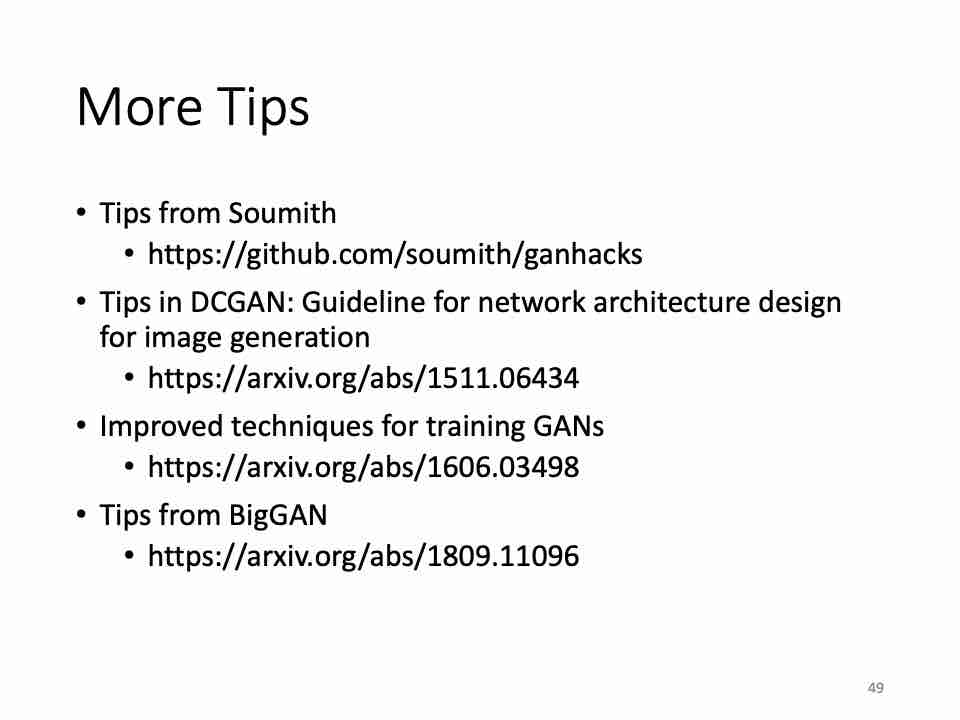 More Tips
• Tips from Soumith
• https://github.com/soumith/ganhacks
• Tips in DCGAN: Guideline for network architecture design
for image generation
• https://arxiv.org/abs/1511.06434
• Improved techniques for training GANs
• https://arxiv.org/abs/1606.03498
• Tips from BigGAN
• https://arxiv.org/abs/1809.11096
49